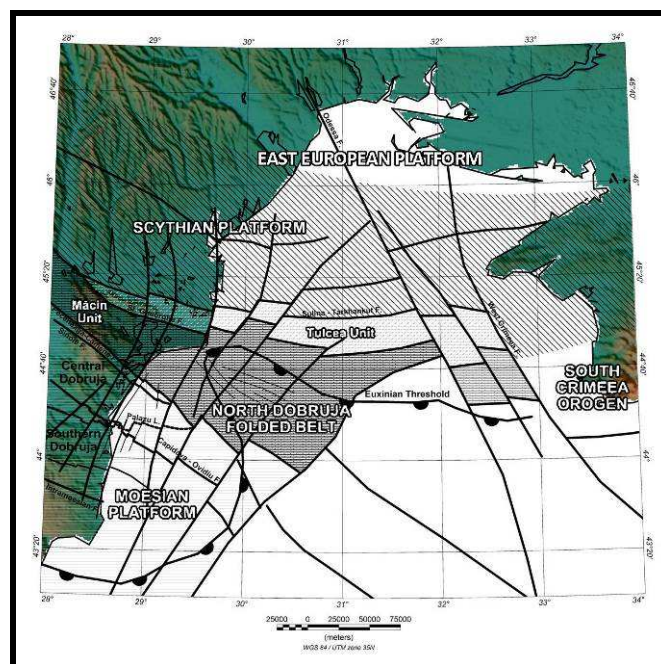 28° 29° 30° 31° 32° 33° 34°
46°40'
46°40'
Odessa F.
EAST EUROPEAN PLATFORM
46°
46°
SCYTHIAN PLATFORM
45°20'
45°20'
Măcin
Unit
Sulina - Tarkhankut F.
West Crimea F.
Tulcea Unit
44°40'
44°40'
Central
Dobruja
SOUTH
CRIMEEA
OROGEN
Euxinian Threshold
NORTH DOBRUJA
FOLDED BELT
Palazu L.
Southern
Dobruja
Capidava - Ovidiu F.
44°
44°
MOESIAN
PLATFORM
Intramoesian F.
43°20'
43°20'
28° 29° 30° 31° 32° 33° 34°
25000 0 25000 50000 75000
(meters)
WGS 84 / UTM zone 35N